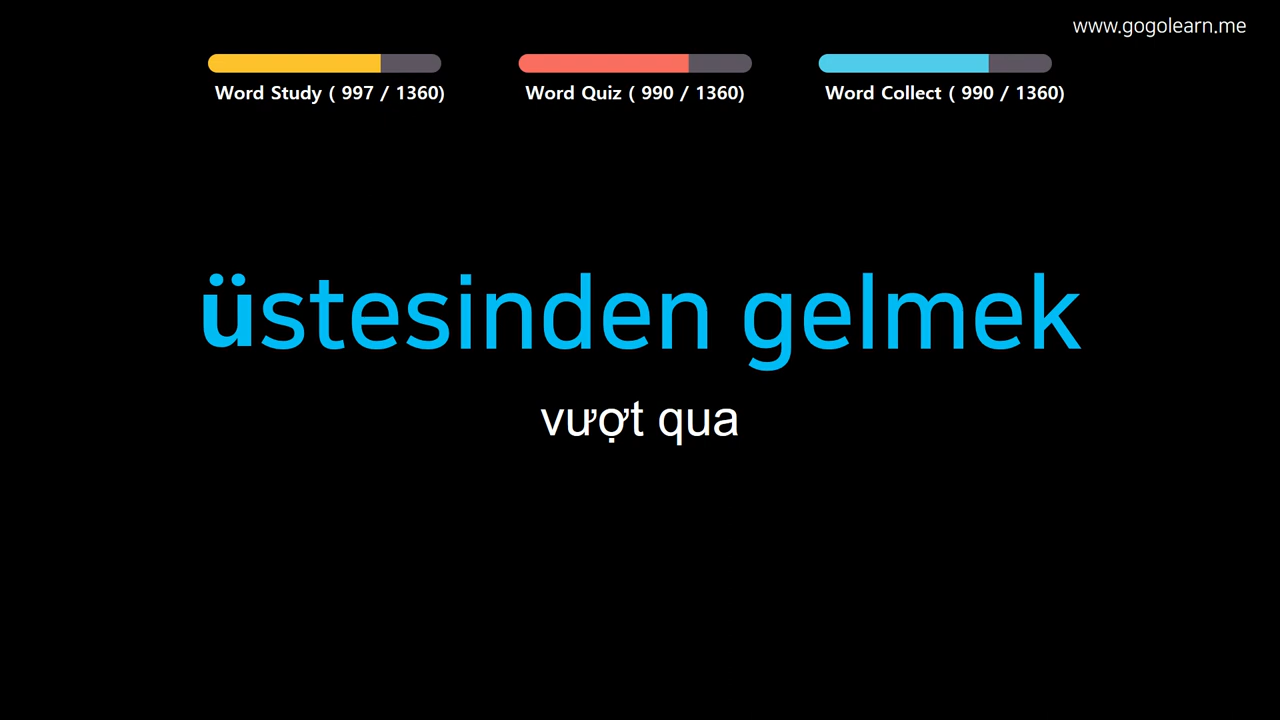 www.gogolearn.me
Word Study ( 997 / 1360)
Word Quiz ( 990 / 1360)
Word Collect ( 990 / 1360)
üstesinden gelmek
vượt qua